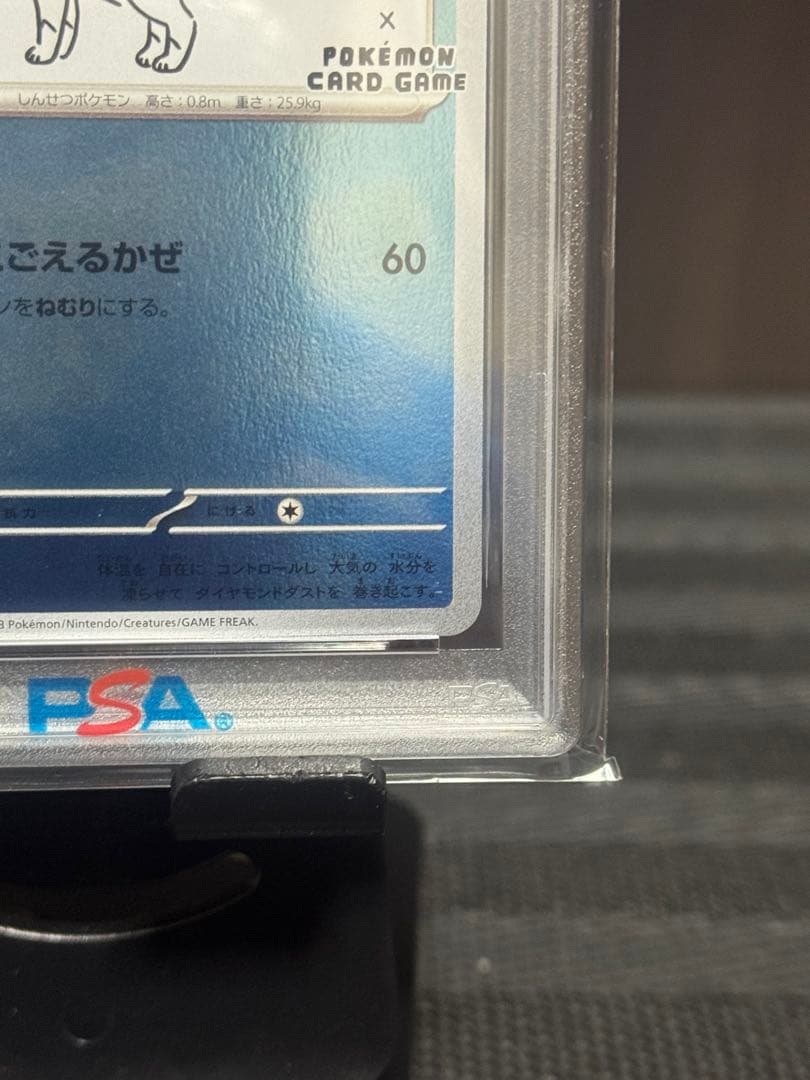 x
POKÉMON
CARD GAME
しんせつポケモン 高さ:0.8m 重さ:25.9kg
ごえるかぜ 60
ンをねむりにする。
抗力 にげる
体温を 自在に コントロールし 大気の 水分を
凍らせて ダイヤモンドダストを 巻き起こす。
3 Pokémon/Nintendo/Creatures/GAME FREAK.
PSA®
PSA